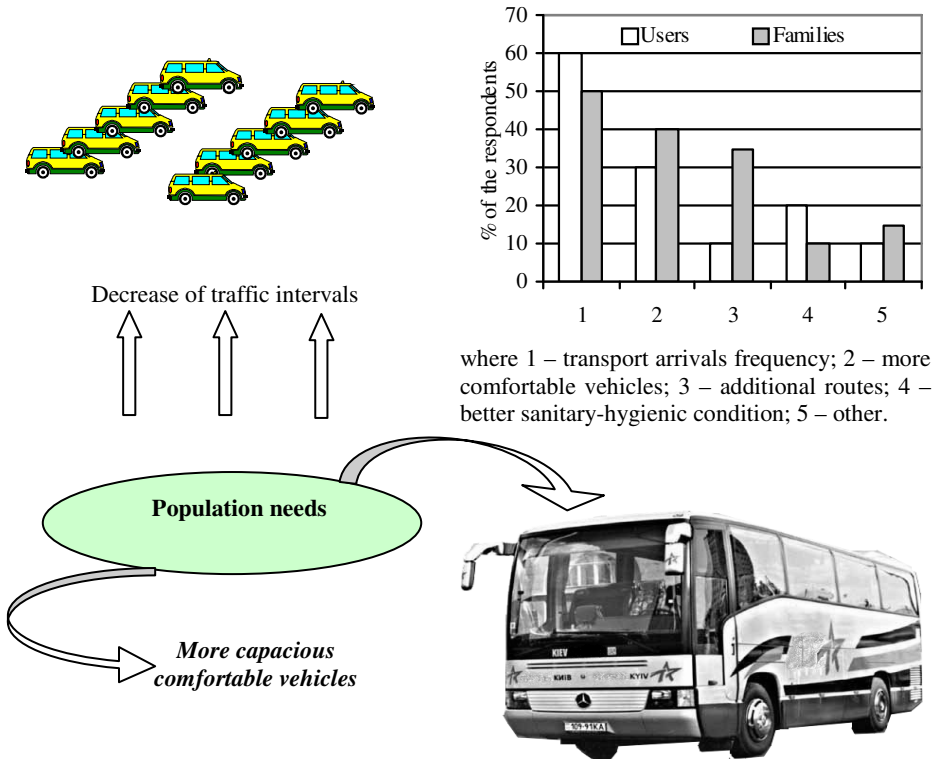 70
60
50
40
30
20
10
0
% of the respondents
Users Families
1 2 3 4 5
where 1 – transport arrivals frequency; 2 – more
comfortable vehicles; 3 – additional routes; 4 –
better sanitary-hygienic condition; 5 – other.
Decrease of traffic intervals
Population needs
More capacious
comfortable vehicles
KIEV
КИЇВ KYIV